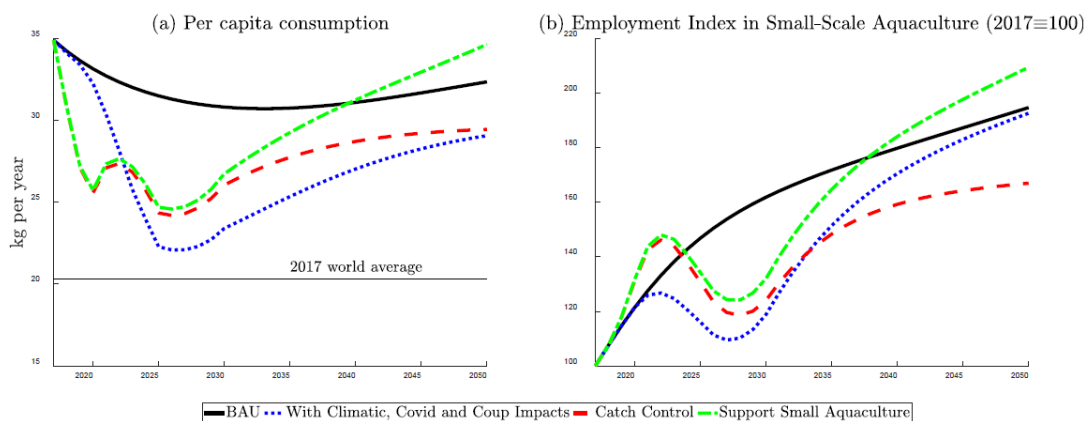 (a) Per capita consumption
(b) Employment Index in Small-Scale Aquaculture (2017≡100)
kg per year
35
30
25
20
15
2017 world average
2020 2025 2030 2035 2040 2045 2050
220
200
180
160
140
120
100
2020 2025 2030 2035 2040 2045 2050
BAU With Climatic, Covid and Coup Impacts Catch Control Support Small Aquaculture